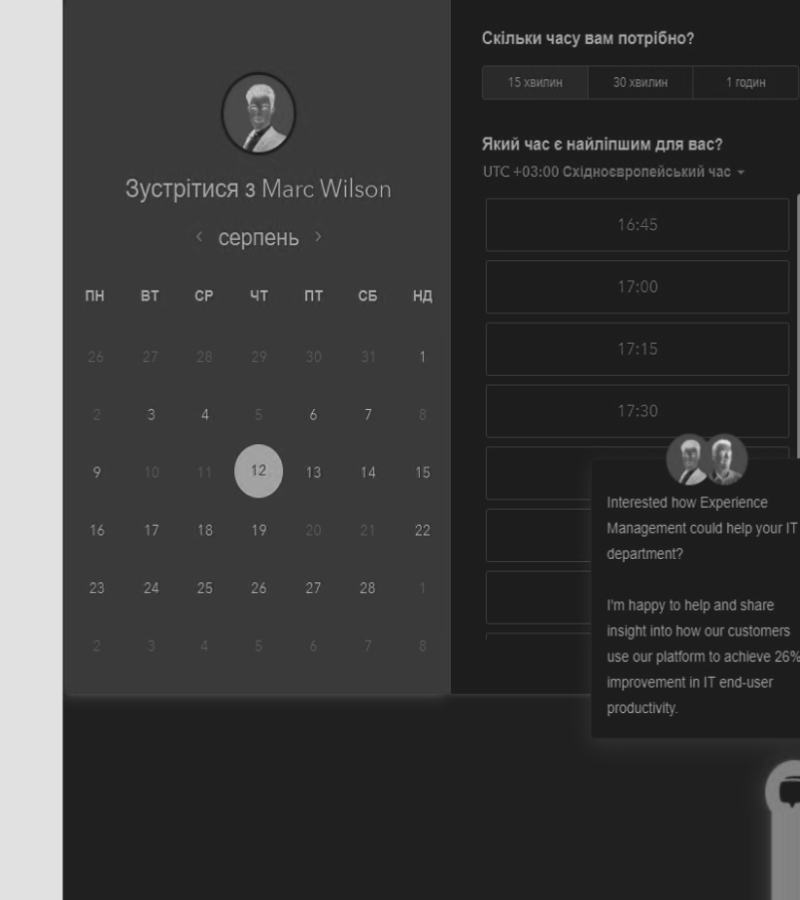 Зустрітися з Marc Wilson
‹ серпень ›
ПН ВТ СР ЧТ ПТ СБ НД
26 27 28 29 30 31 1
2 3 4 5 6 7 8
9 10 11 12 13 14 15
16 17 18 19 20 21 22
23 24 25 26 27 28 1
2 3 4 5 6 7 8
Скільки часу вам потрібно?
15 хвилин 30 хвилин 1 годин
Який час є найліпшим для вас?
UTC +03:00 Східноєвропейський час
16:45
17:00
17:15
17:30
Interested how Experience
Management could help your IT
department?
I'm happy to help and share
insight into how our customers
use our platform to achieve 26%
improvement in IT end-user
productivity.